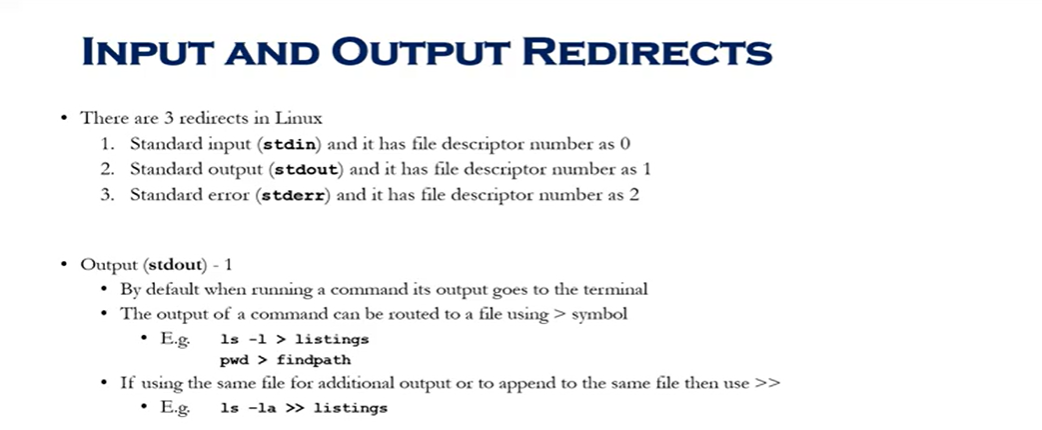 INPUT AND OUTPUT REDIRECTS
• There are 3 redirects in Linux
1. Standard input (stdin) and it has file descriptor number as 0
2. Standard output (stdout) and it has file descriptor number as 1
3. Standard error (stderr) and it has file descriptor number as 2
• Output (stdout) - 1
• By default when running a command its output goes to the terminal
• The output of a command can be routed to a file using > symbol
• E.g. ls -l > listings
pwd > findpath
• If using the same file for additional output or to append to the same file then use >>
• E.g. ls -la >> listings